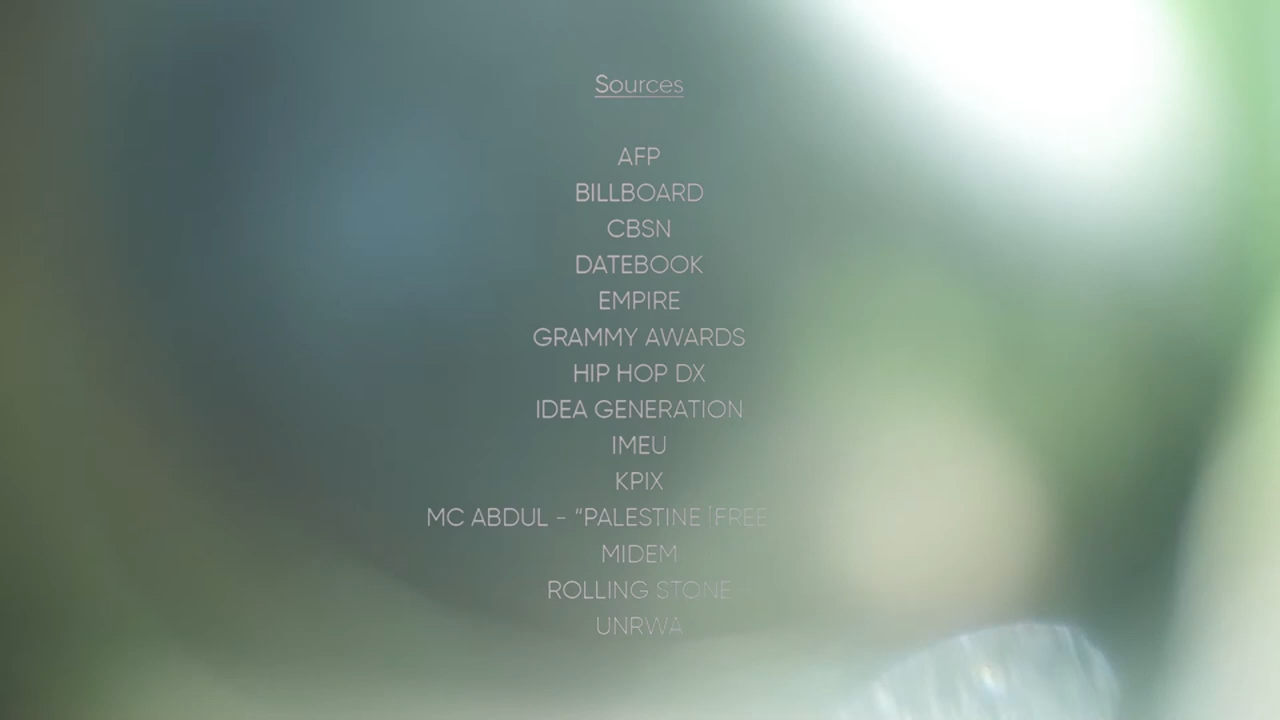 Sources
AFP
BILLBOARD
CBSN
DATEBOOK
EMPIRE
GRAMMY AWARDS
HIP HOP DX
IDEA GENERATION
IMEU
KPIX
MC ABDUL - “PALESTINE [FREE
MIDEM
ROLLING STONE
UNRWA